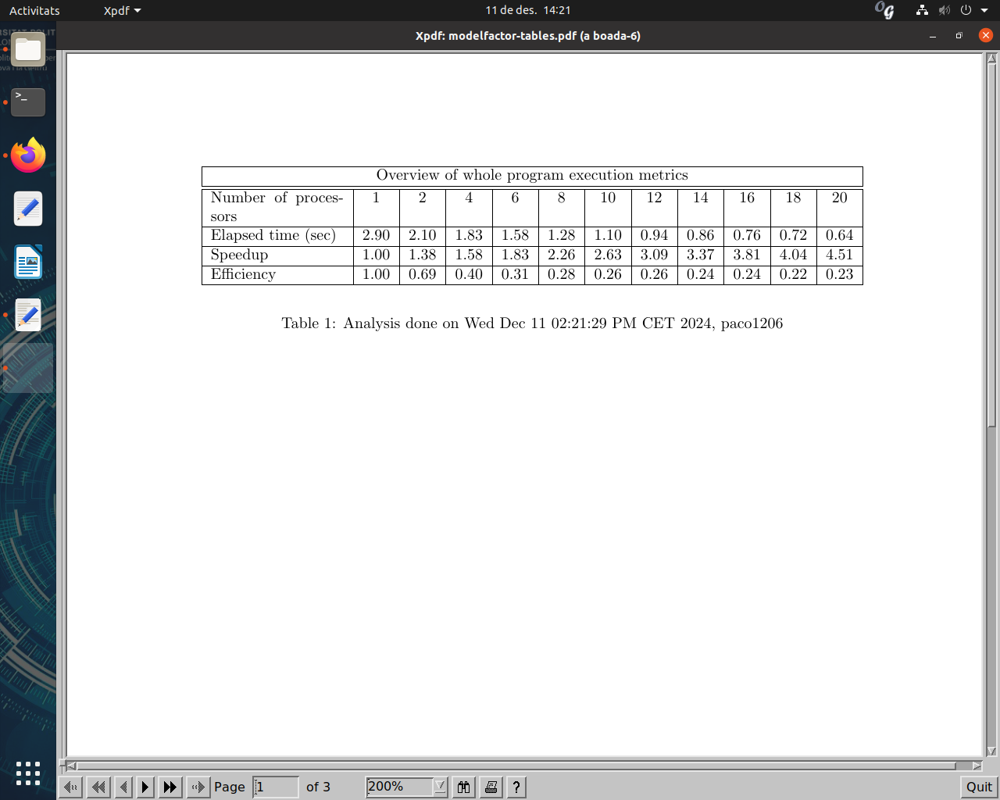 Activitats Xpdf 11 de des. 14:21
Xpdf: modelfactor-tables.pdf (a boada-6)
Overview of whole program execution metrics
Number of proces- 1 2 4 6 8 10 12 14 16 18 20
sors
Elapsed time (sec) 2.90 2.10 1.83 1.58 1.28 1.10 0.94 0.86 0.76 0.72 0.64
Speedup 1.00 1.38 1.58 1.83 2.26 2.63 3.09 3.37 3.81 4.04 4.51
Efficiency 1.00 0.69 0.40 0.31 0.28 0.26 0.26 0.24 0.24 0.22 0.23
Table 1: Analysis done on Wed Dec 11 02:21:29 PM CET 2024, paco1206
Page 1 of 3 200% ? Quit